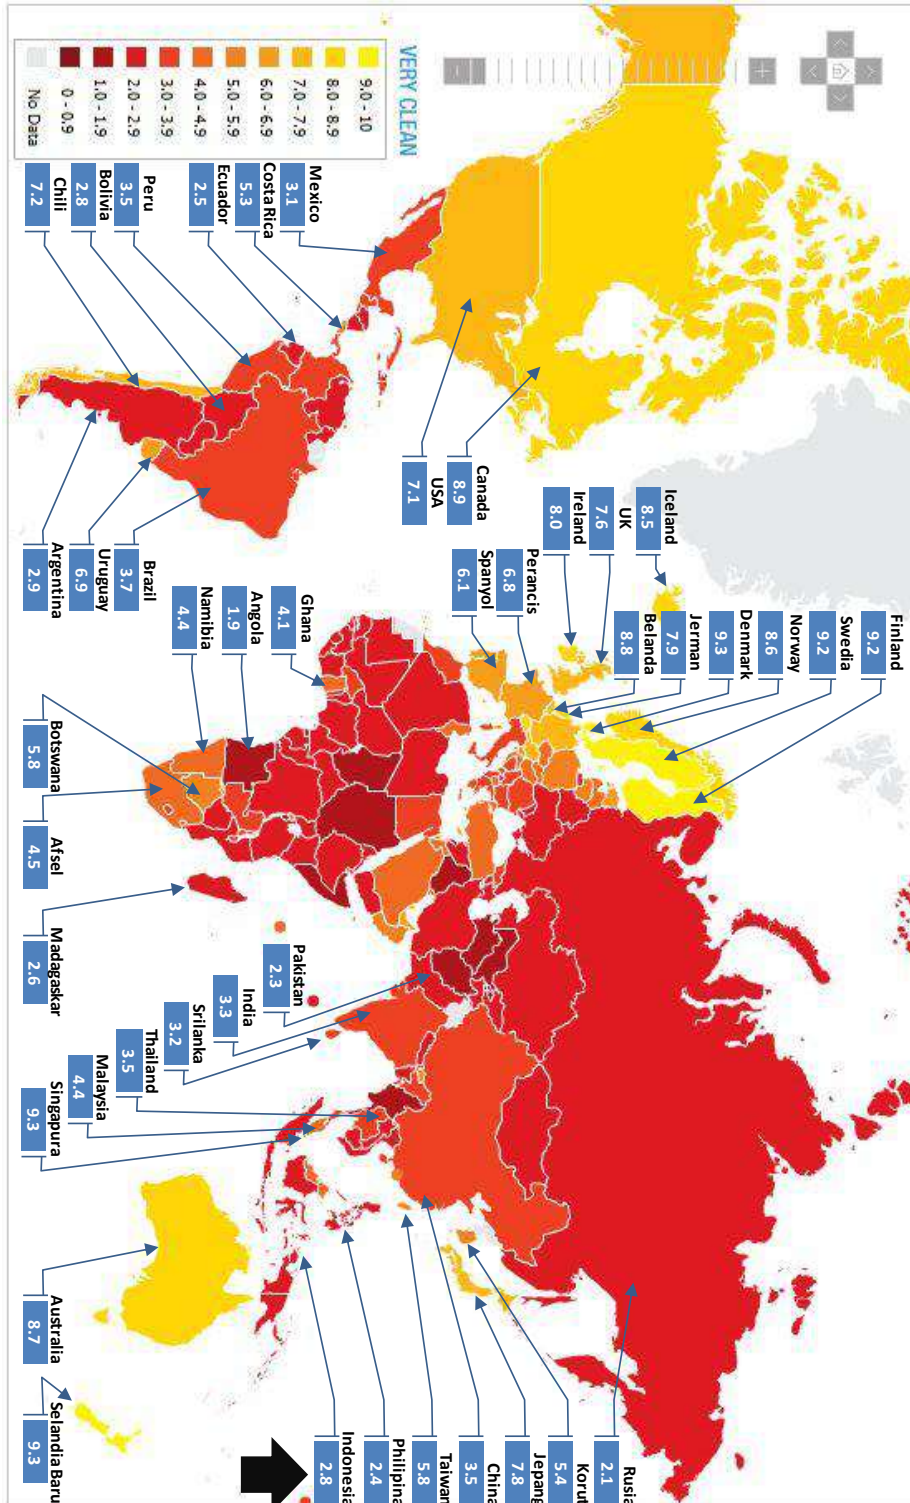 VERY CLEAN
9.0 - 10
8.0 - 8.9
7.0 - 7.9
6.0 - 6.9
5.0 - 5.9
4.0 - 4.9
3.0 - 3.9
2.0 - 2.9
1.0 - 1.9
0 - 0.9
No Data
Mexico
3.1
Costa Rica
5.3
Ecuador
2.5
Peru
3.5
Bolivia
2.8
Chili
7.2
Canada
8.9
USA
7.1
Brazil
3.7
Uruguay
6.9
Argentina
2.9
Iceland
8.5
UK
7.6
Ireland
8.0
Perancis
6.8
Spanyol
6.1
Finland
9.2
Swedia
9.2
Norway
8.6
Denmark
9.3
Jerman
7.9
Belanda
8.8
Ghana
4.1
Angola
1.9
Namibia
4.4
Botswana
5.8
Afsel
4.5
Madagaskar
2.6
Pakistan
2.3
India
3.3
Srilanka
3.2
Thailand
3.5
Malaysia
4.4
Singapura
9.3
Australia
8.7
Selandia Baru
9.3
Rusia
2.1
Korut
5.4
Jepang
7.8
China
3.5
Taiwan
5.8
Philipina
2.4
Indonesia
2.8